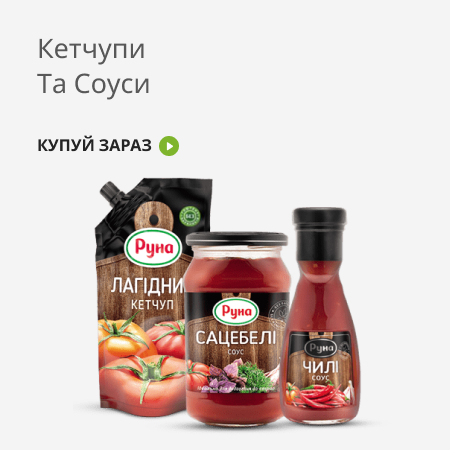 Кетчупи
Та Соуси
КУПУЙ ЗАРАЗ
Руна
ЛАГІДНИЙ
КЕТЧУП
Руна
САЦЕБЕЛІ
СОУС
Руна
ЧИЛІ
СОУС